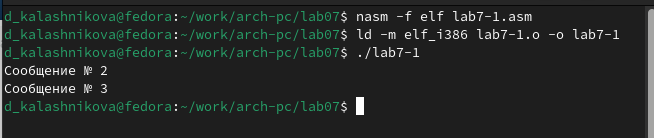 d_kalashnikova@fedora:~/work/arch-pc/lab07$ nasm -f elf lab7-1.asm
d_kalashnikova@fedora:~/work/arch-pc/lab07$ ld -m elf_i386 lab7-1.o -o lab7-1
d_kalashnikova@fedora:~/work/arch-pc/lab07$ ./lab7-1
Сообщение № 2
Сообщение № 3
d_kalashnikova@fedora:~/work/arch-pc/lab07$